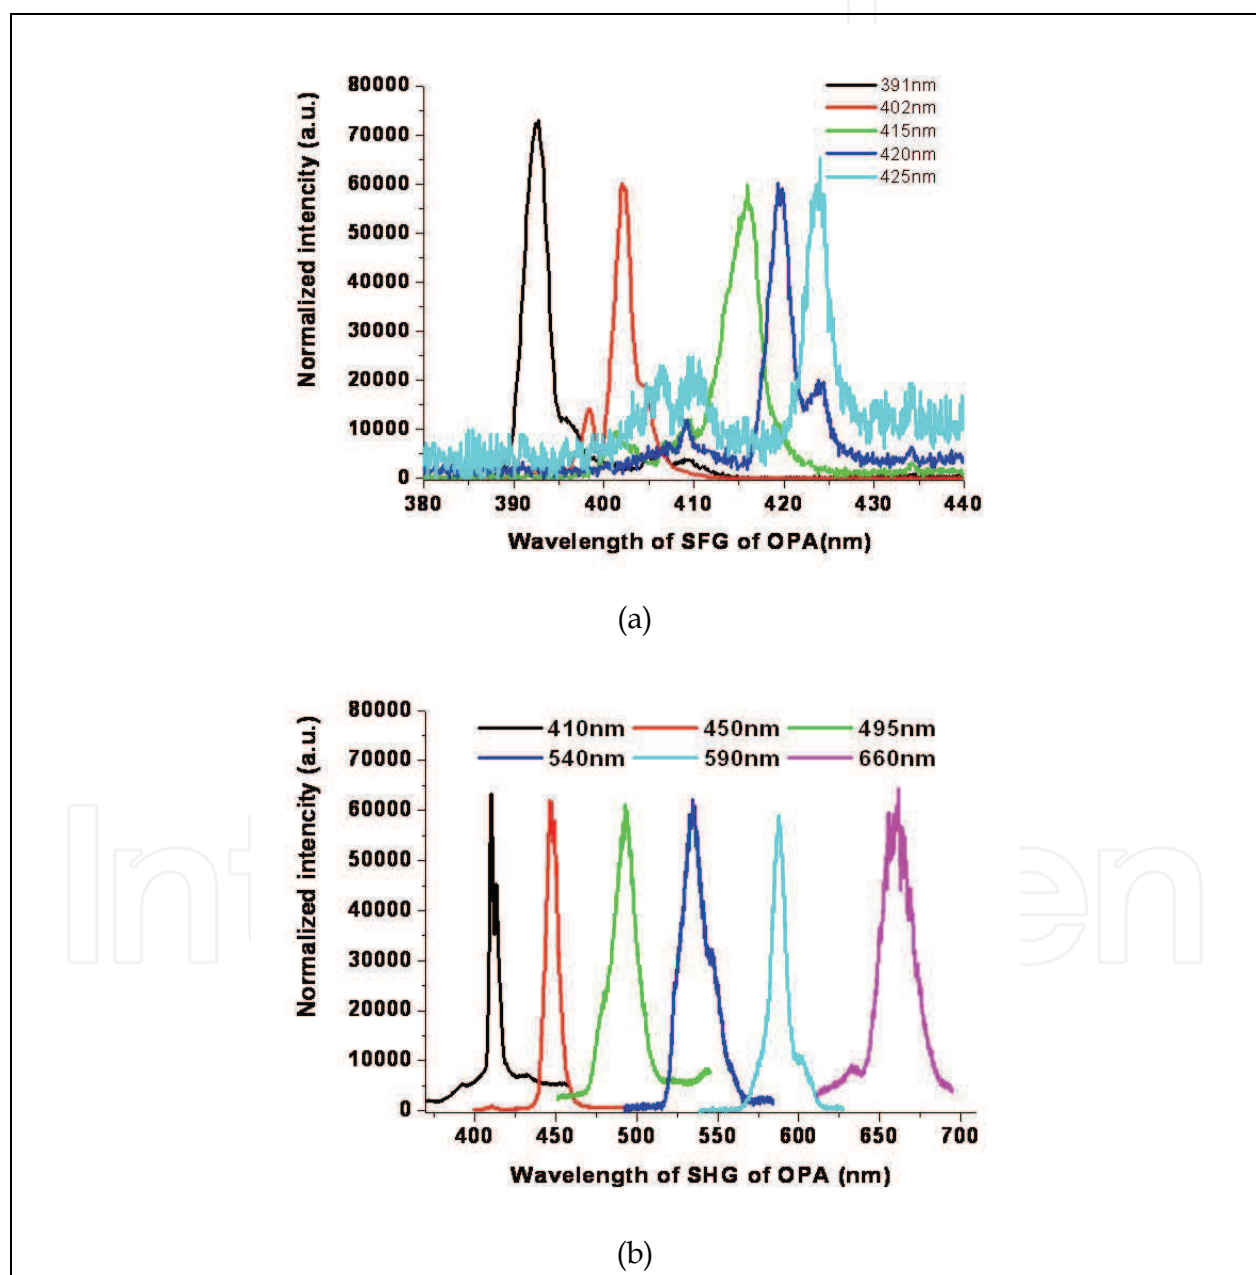 80000
70000
60000
50000
40000
30000
20000
10000
0
Normalized intencity (a.u.)
391nm
402nm
415nm
420nm
425nm
380 390 400 410 420 430 440
Wavelength of SFG of OPA(nm)
(a)
80000
70000
60000
50000
40000
30000
20000
10000
0
Normalized intencity (a.u.)
410nm 450nm 495nm
540nm 590nm 660nm
400 450 500 550 600 650 700
Wavelength of SHG of OPA (nm)
(b)